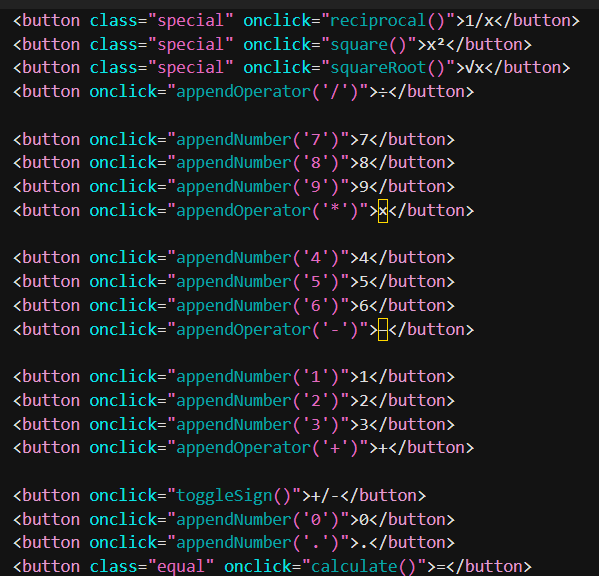 <button class="special" onclick="reciprocal()">1/x</button>
<button class="special" onclick="square()">x²</button>
<button class="special" onclick="squareRoot()">√x</button>
<button onclick="appendOperator('/')">÷</button>
<button onclick="appendNumber('7')">7</button>
<button onclick="appendNumber('8')">8</button>
<button onclick="appendNumber('9')">9</button>
<button onclick="appendOperator('*')">×</button>
<button onclick="appendNumber('4')">4</button>
<button onclick="appendNumber('5')">5</button>
<button onclick="appendNumber('6')">6</button>
<button onclick="appendOperator('-')">−</button>
<button onclick="appendNumber('1')">1</button>
<button onclick="appendNumber('2')">2</button>
<button onclick="appendNumber('3')">3</button>
<button onclick="appendOperator('+')">+</button>
<button onclick="toggleSign()">+/-</button>
<button onclick="appendNumber('0')">0</button>
<button onclick="appendNumber('.')">.</button>
<button class="equal" onclick="calculate()">=</button>